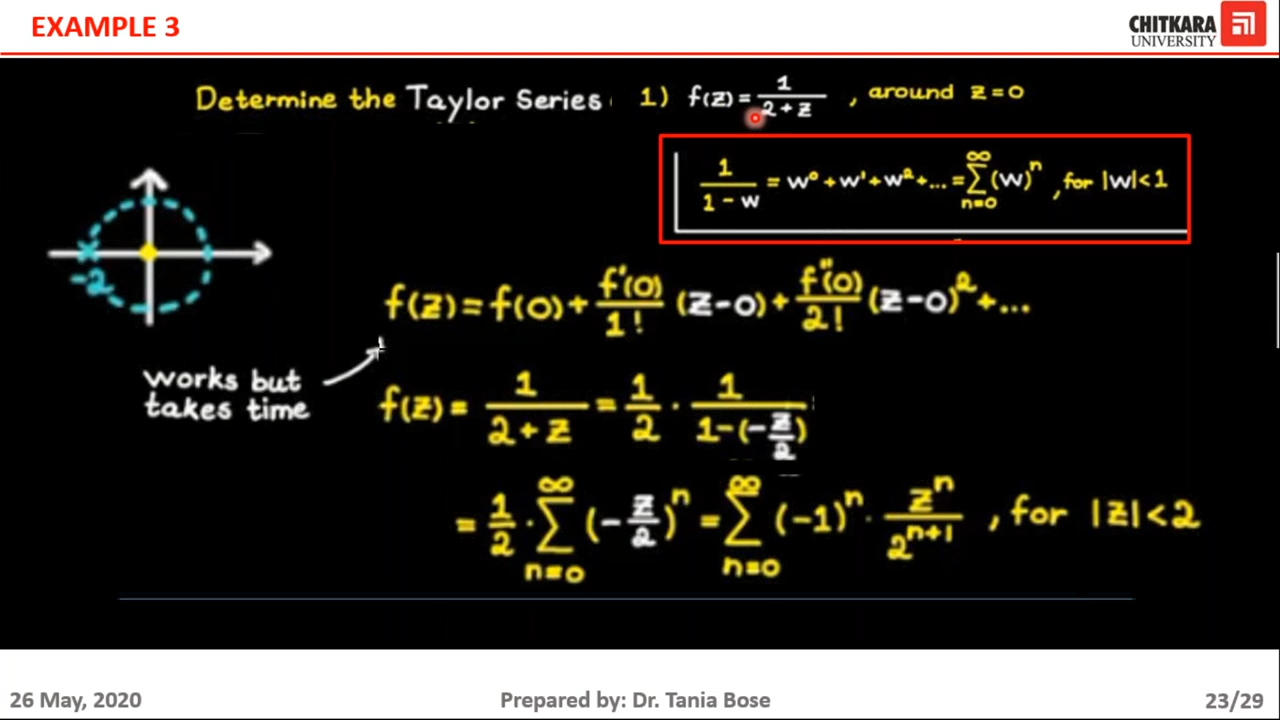 EXAMPLE 3
CHITKARA
UNIVERSITY
Determine the Taylor Series 1) f(z) = 1/(2 + z) , around z = 0
1/(1 - w) = w⁰ + w¹ + w² + ... = ∑_{n=0}^{∞} (w)ⁿ , for |w| < 1
-2
f(z) = f(0) + f'(0)/1! (z-0) + f''(0)/2! (z-0)² + ...
works but
takes time
f(z) = 1/(2 + z) = 1/2 · 1/(1-(-z/2))
= 1/2 · ∑_{n=0}^{∞} (-z/2)ⁿ = ∑_{n=0}^{∞} (-1)ⁿ · zⁿ/2ⁿ⁺¹ , for |z| < 2
26 May, 2020
Prepared by: Dr. Tania Bose
23/29